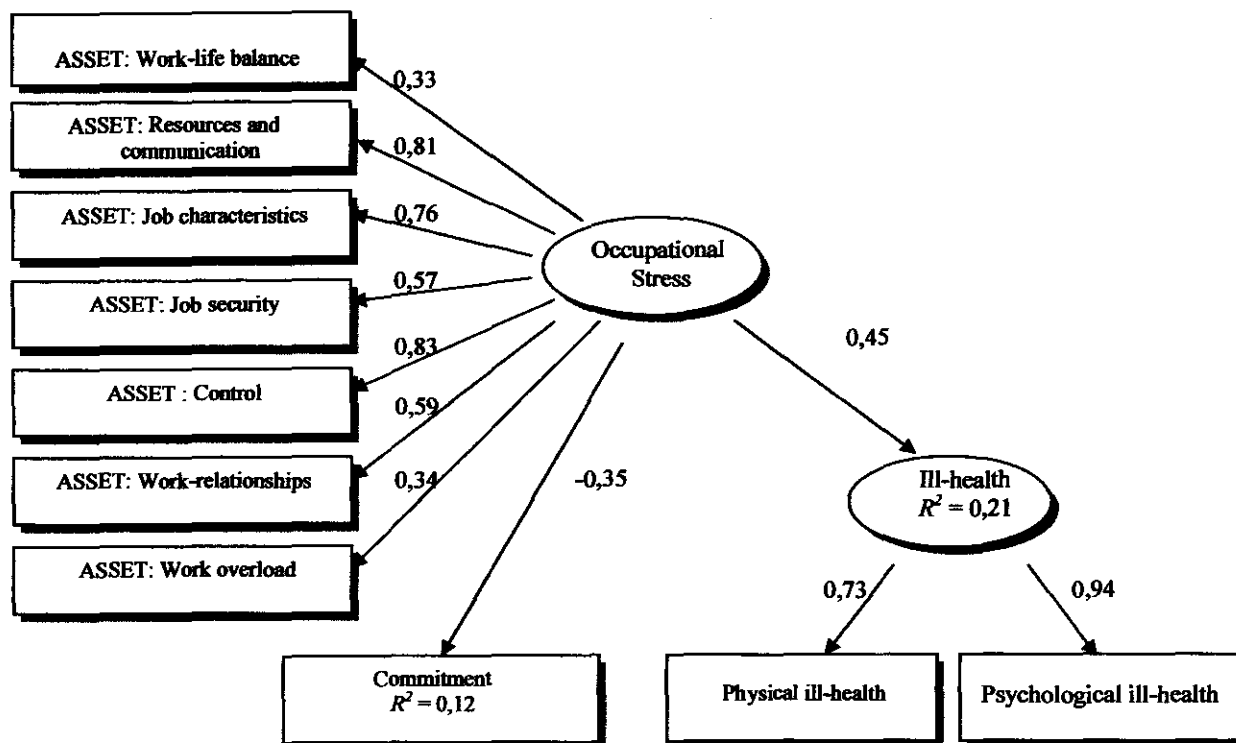 ASSET: Work-life balance
0,33
ASSET: Resources and
communication
0,81
ASSET: Job characteristics
0,76
Occupational
Stress
ASSET: Job security
0,57
0,83
0,45
ASSET : Control
0,59
ASSET: Work-relationships
0,34
-0,35
Ill-health
R² = 0,21
ASSET: Work overload
0,73
0,94
Commitment
R² = 0,12
Physical ill-health
Psychological ill-health